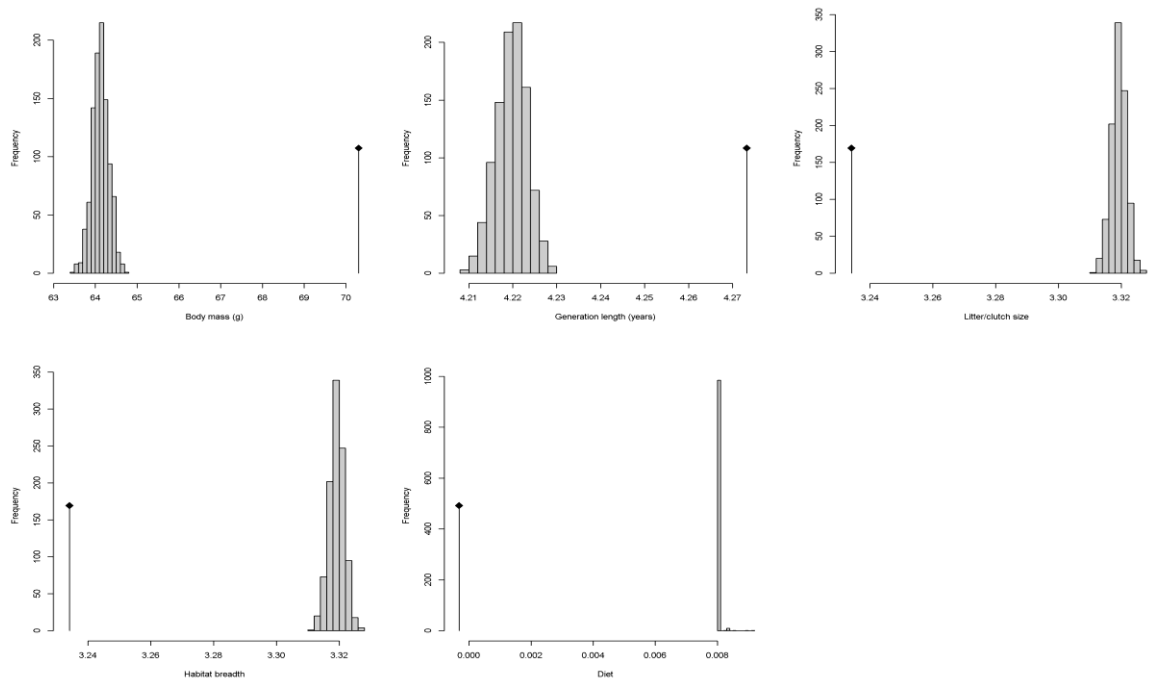 Frequency
200
150
100
50
0
63 64 65 66 67 68 69 70
Body mass (g)
Frequency
200
150
100
50
0
4.21 4.22 4.23 4.24 4.25 4.26 4.27
Generation length (years)
Frequency
350
300
250
200
150
100
50
0
3.24 3.26 3.28 3.30 3.32
Litter/clutch size
Frequency
350
300
250
200
150
100
50
0
3.24 3.26 3.28 3.30 3.32
Habitat breadth
Frequency
1000
800
600
400
200
0
0.000 0.002 0.004 0.006 0.008
Diet